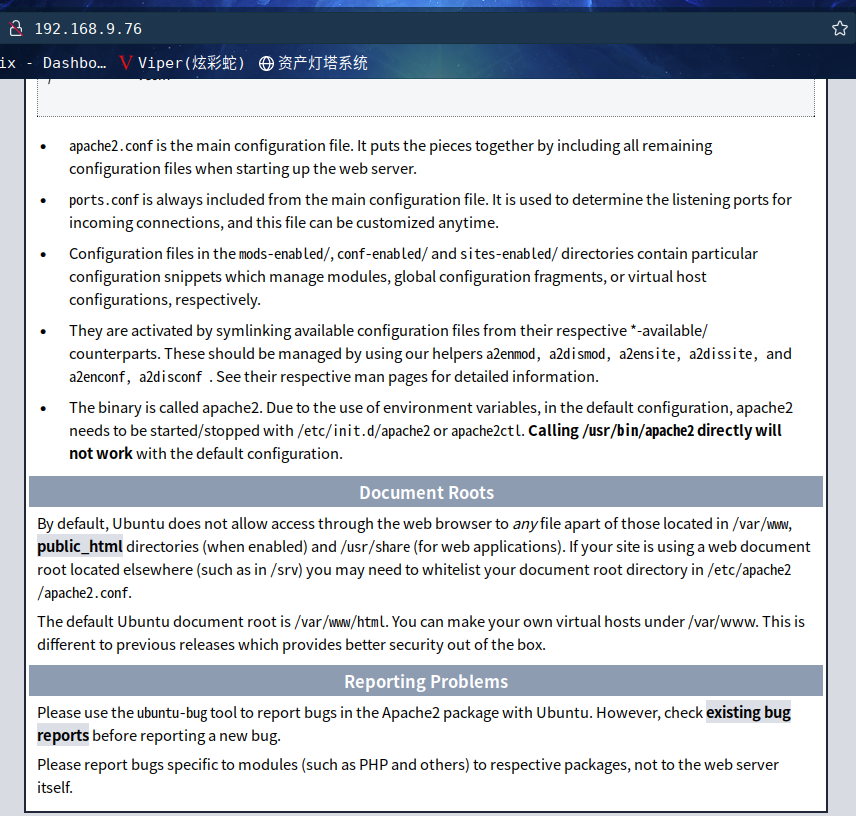 192.168.9.76
ix - Dashbo… Viper(炫彩蛇) 资产灯塔系统
apache2.conf is the main configuration file. It puts the pieces together by including all remaining
configuration files when starting up the web server.
ports.conf is always included from the main configuration file. It is used to determine the listening ports for
incoming connections, and this file can be customized anytime.
Configuration files in the mods-enabled/, conf-enabled/ and sites-enabled/ directories contain particular
configuration snippets which manage modules, global configuration fragments, or virtual host
configurations, respectively.
They are activated by symlinking available configuration files from their respective *-available/
counterparts. These should be managed by using our helpers a2enmod, a2dismod, a2ensite, a2dissite, and
a2enconf, a2disconf . See their respective man pages for detailed information.
The binary is called apache2. Due to the use of environment variables, in the default configuration, apache2
needs to be started/stopped with /etc/init.d/apache2 or apache2ctl. Calling /usr/bin/apache2 directly will
not work with the default configuration.
Document Roots
By default, Ubuntu does not allow access through the web browser to any file apart of those located in /var/www,
public_html directories (when enabled) and /usr/share (for web applications). If your site is using a web document
root located elsewhere (such as in /srv) you may need to whitelist your document root directory in /etc/apache2
/apache2.conf.
The default Ubuntu document root is /var/www/html. You can make your own virtual hosts under /var/www. This is
different to previous releases which provides better security out of the box.
Reporting Problems
Please use the ubuntu-bug tool to report bugs in the Apache2 package with Ubuntu. However, check existing bug
reports before reporting a new bug.
Please report bugs specific to modules (such as PHP and others) to respective packages, not to the web server
itself.